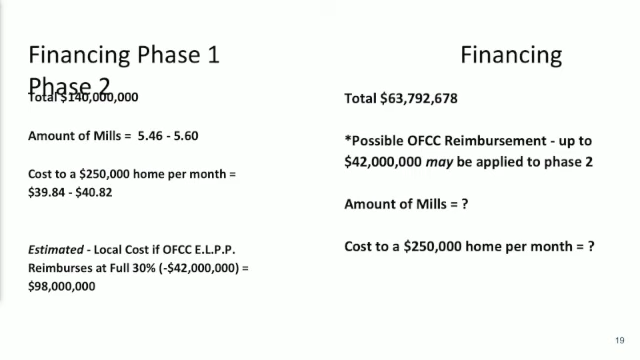 Financing Phase 1
Phase 2
Total $140,000,000
Amount of Mills = 5.46 - 5.60
Cost to a $250,000 home per month =
$39.84 - $40.82
Estimated - Local Cost if OFCC E.L.P.P.
Reimburses at Full 30% (-$42,000,000) =
$98,000,000
Financing
Total $63,792,678
*Possible OFCC Reimbursement - up to
$42,000,000 may be applied to phase 2
Amount of Mills = ?
Cost to a $250,000 home per month = ?
19